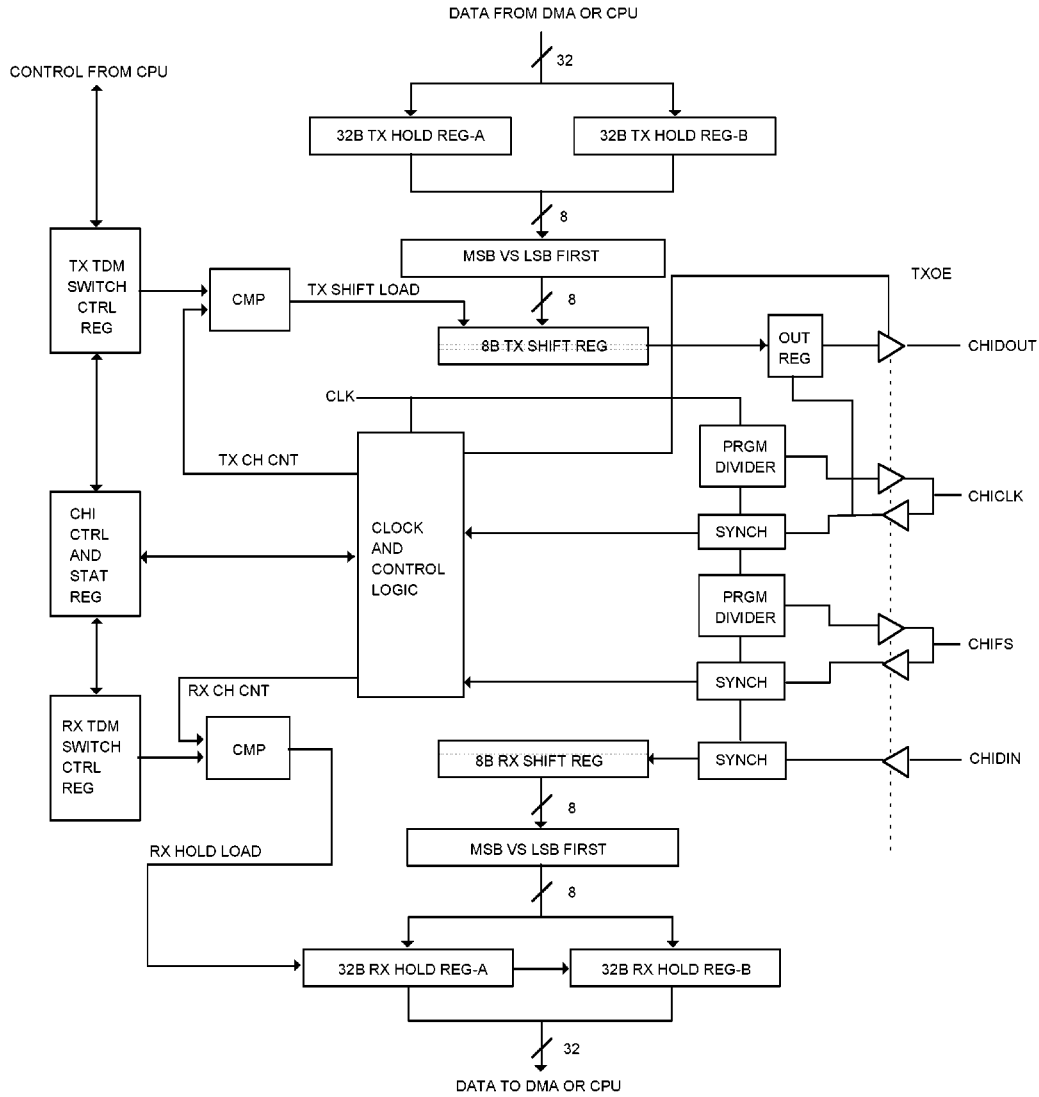 DATA FROM DMA OR CPU
32
CONTROL FROM CPU
32B TX HOLD REG-A
32B TX HOLD REG-B
8
MSB VS LSB FIRST
TX TDM
SWITCH
CTRL
REG
CMP
TX SHIFT LOAD
8
TXOE
8B TX SHIFT REG
OUT
REG
CHIDOUT
CLK
TX CH CNT
PRGM
DIVIDER
CHICLK
CHI
CTRL
AND
STAT
REG
CLOCK
AND
CONTROL
LOGIC
SYNCH
PRGM
DIVIDER
CHIFS
RX CH CNT
SYNCH
RX TDM
SWITCH
CTRL
REG
CMP
8B RX SHIFT REG
SYNCH
CHIDIN
8
RX HOLD LOAD
MSB VS LSB FIRST
8
32B RX HOLD REG-A
32B RX HOLD REG-B
32
DATA TO DMA OR CPU